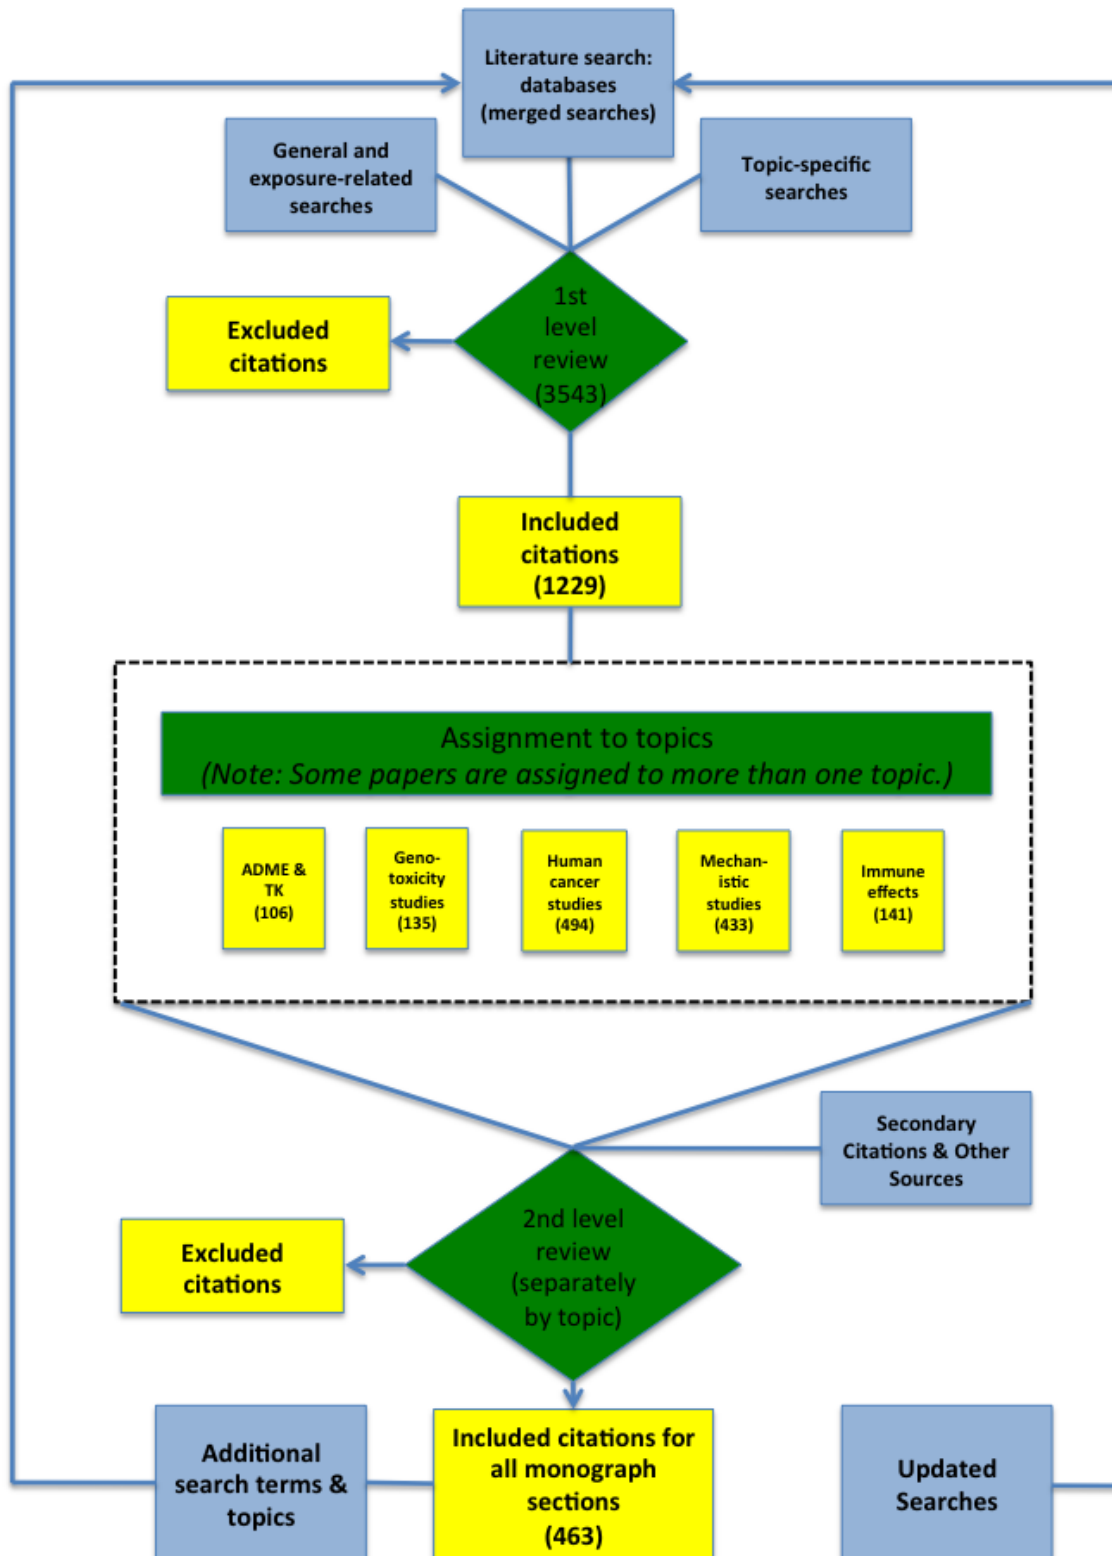 Literature search:
databases
(merged searches)
General and
exposure-related
searches
Topic-specific
searches
1st
level
review
(3543)
Excluded
citations
Included
citations
(1229)
Assignment to topics
(Note: Some papers are assigned to more than one topic.)
ADME &
TK
(106)
Geno-
toxicity
studies
(135)
Human
cancer
studies
(494)
Mechan-
istic
studies
(433)
Immune
effects
(141)
Secondary
Citations & Other
Sources
2nd level
review
(separately
by topic)
Excluded
citations
Additional
search terms &
topics
Included citations for
all monograph
sections
(463)
Updated
Searches